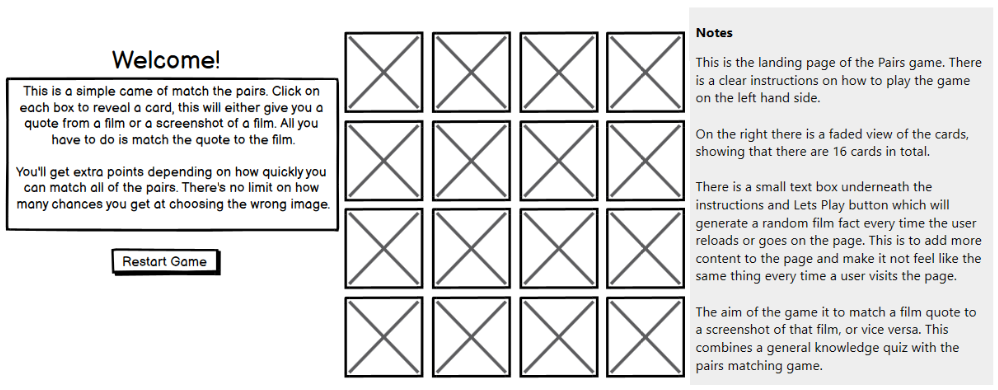 Welcome!
This is a simple came of match the pairs. Click on
each box to reveal a card, this will either give you a
quote from a film or a screenshot of a film. All you
have to do is match the quote to the film.
You'll get extra points depending on how quickly you
can match all of the pairs. There's no limit on how
many chances you get at choosing the wrong image.
Restart Game
Notes
This is the landing page of the Pairs game. There
is a clear instructions on how to play the game
on the left hand side.
On the right there is a faded view of the cards,
showing that there are 16 cards in total.
There is a small text box underneath the
instructions and Lets Play button which will
generate a random film fact every time the user
reloads or goes on the page. This is to add more
content to the page and make it not feel like the
same thing every time a user visits the page.
The aim of the game it to match a film quote to
a screenshot of that film, or vice versa. This
combines a general knowledge quiz with the
pairs matching game.